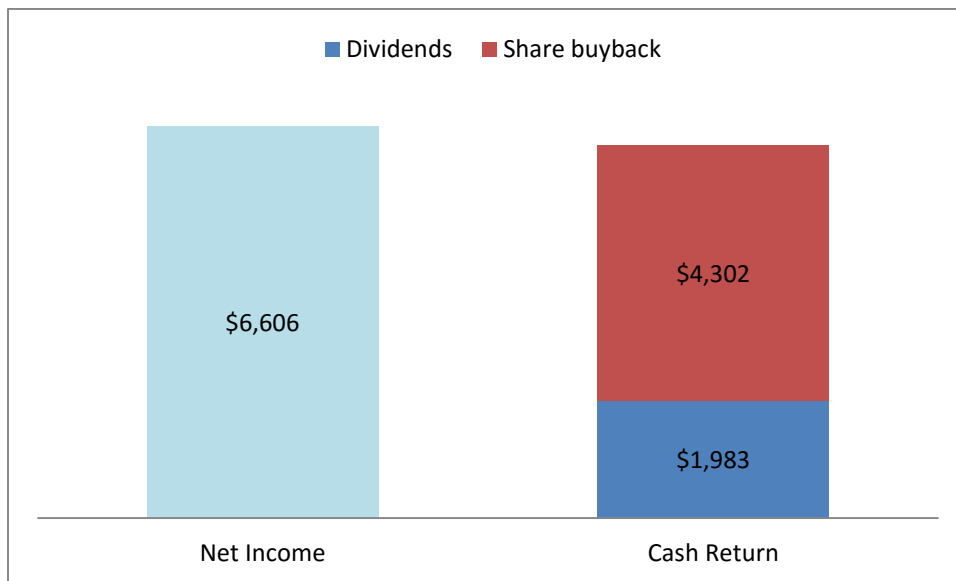 Dividends Share buyback
$4,302
$6,606
$1,983
Net Income Cash Return